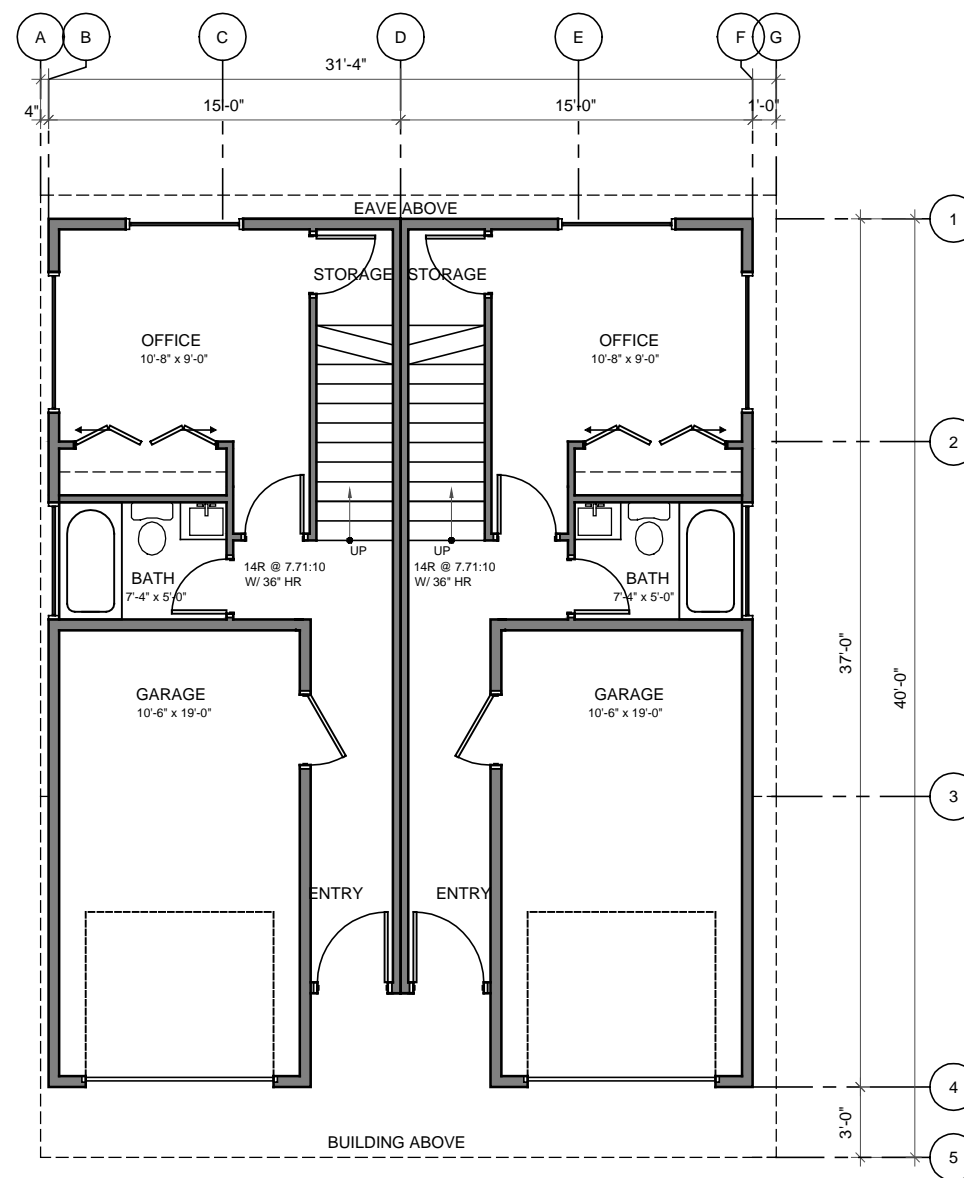 A B C D E F G
31'-4"
4" 15'-0" 15'-0" 1'-0"
EAVE ABOVE
1
STORAGE STORAGE
OFFICE OFFICE
10'-8" x 9'-0" 10'-8" x 9'-0"
2
UP UP
14R @ 7.71:10 14R @ 7.71:10
W/ 36" HR W/ 36" HR
BATH BATH
7'-4" x 5'-0" 7'-4" x 5'-0"
37'-0"
40'-0"
GARAGE GARAGE
10'-6" x 19'-0" 10'-6" x 19'-0"
3
ENTRY ENTRY
4
3'-0"
BUILDING ABOVE
5